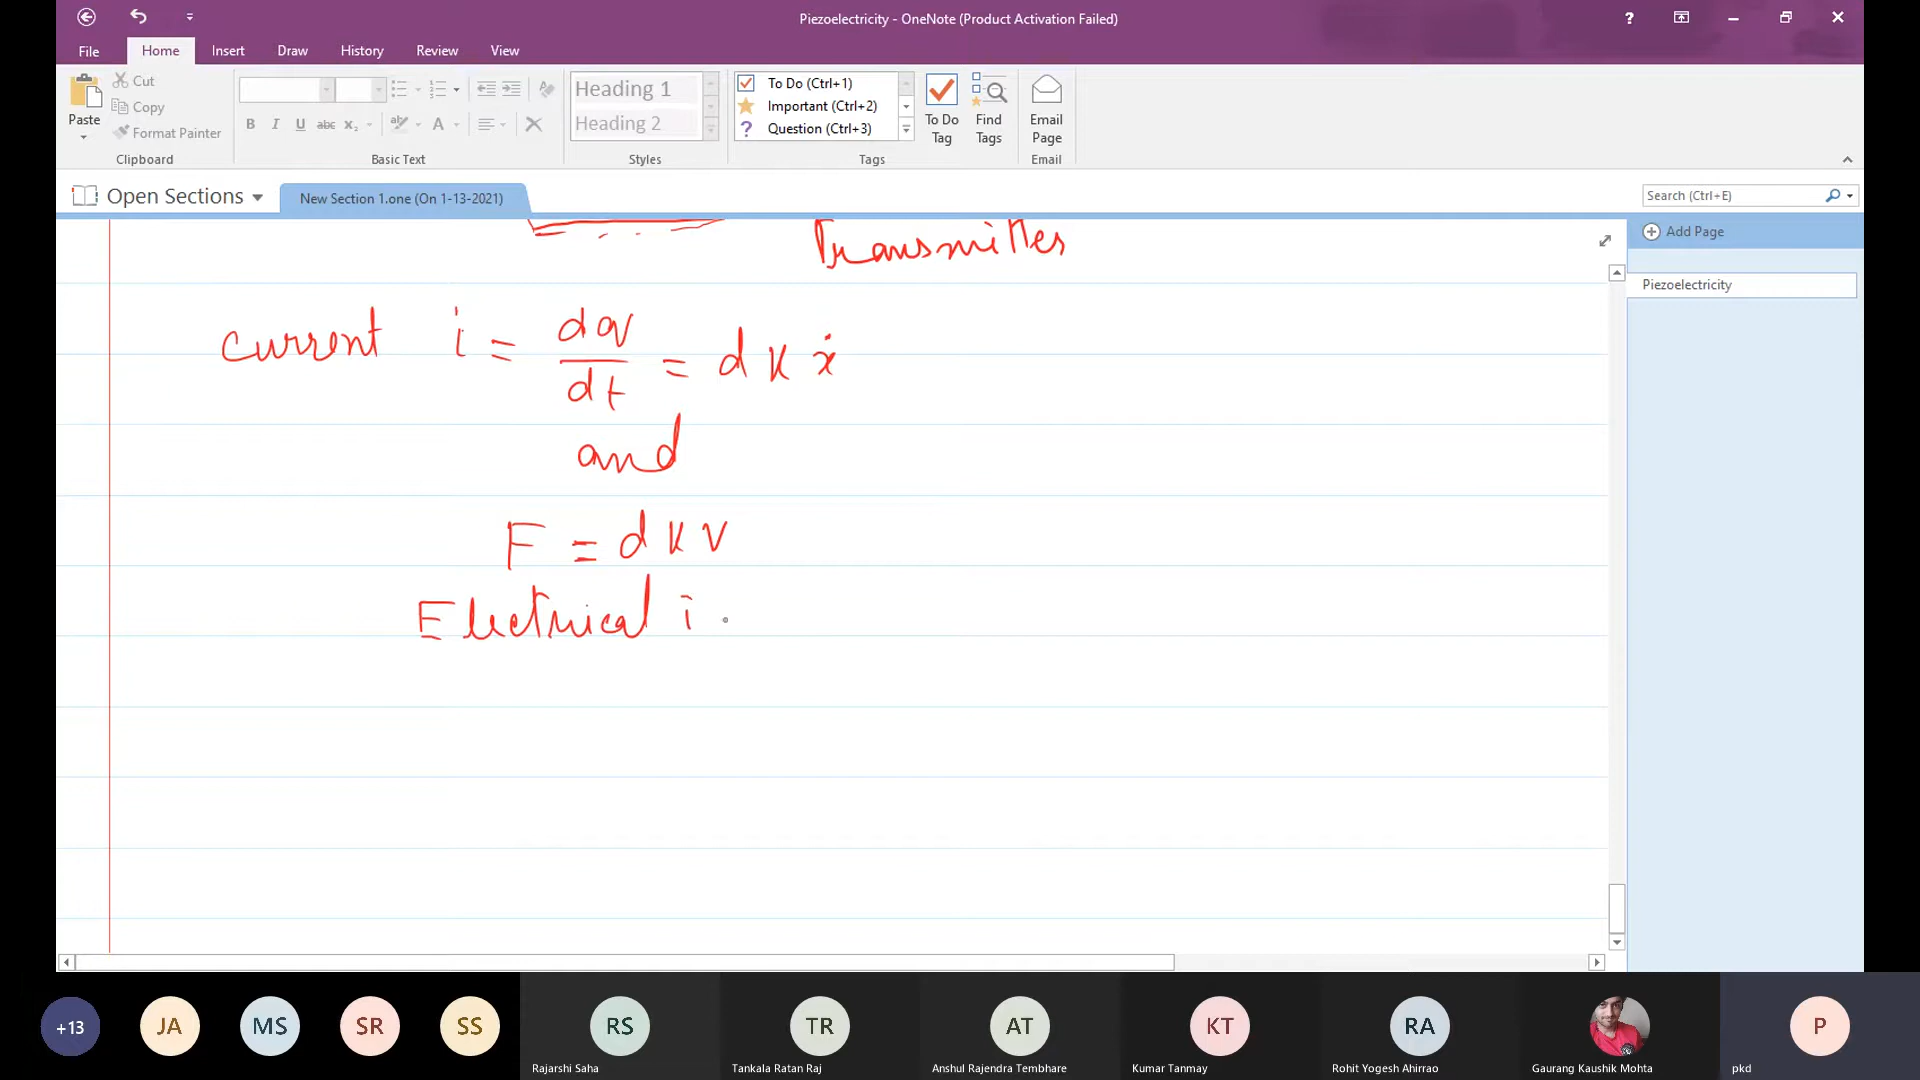 Piezoelectricity - OneNote (Product Activation Failed)
?
File Home Insert Draw History Review View
Paste
Cut
Copy
Format Painter
Clipboard
B I U abc x₂ ab A
Basic Text
Heading 1
Heading 2
Styles
To Do (Ctrl+1)
Important (Ctrl+2)
? Question (Ctrl+3)
To Do Tag
Find Tags
Tags
Email Page
Email
Open Sections
New Section 1.one (On 1-13-2021)
Search (Ctrl+E)
Add Page
Piezoelectricity
Transmitter
current i = dq/dt = d k ẋ
and
F = d k v
Electrical i
+13 JA MS SR SS RS TR AT KT RA P
Rajarshi Saha Tankala Ratan Raj Anshul Rajendra Tembhare Kumar Tanmay Rohit Yogesh Ahirrao Gaurang Kaushik Mohta pkd